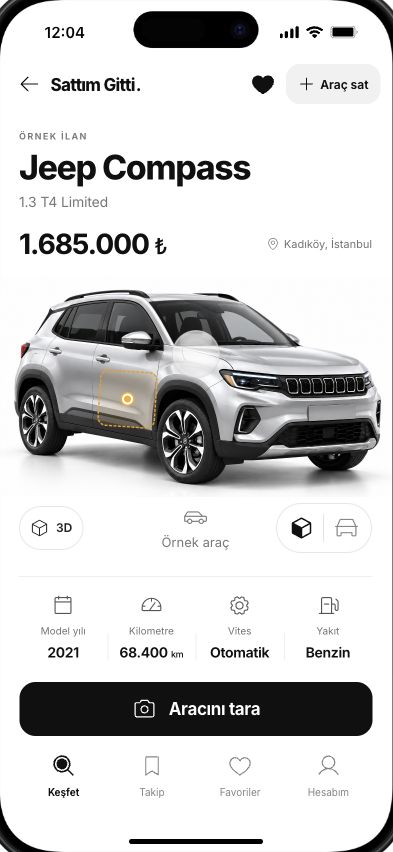 12:04
Sattım Gitti.
Araç sat
ÖRNEK İLAN
Jeep Compass
1.3 T4 Limited
1.685.000 ₺
Kadıköy, İstanbul
3D
Örnek araç
Model yılı
Kilometre
Vites
Yakıt
2021
68.400 km
Otomatik
Benzin
Aracını tara
Keşfet
Takip
Favoriler
Hesabım